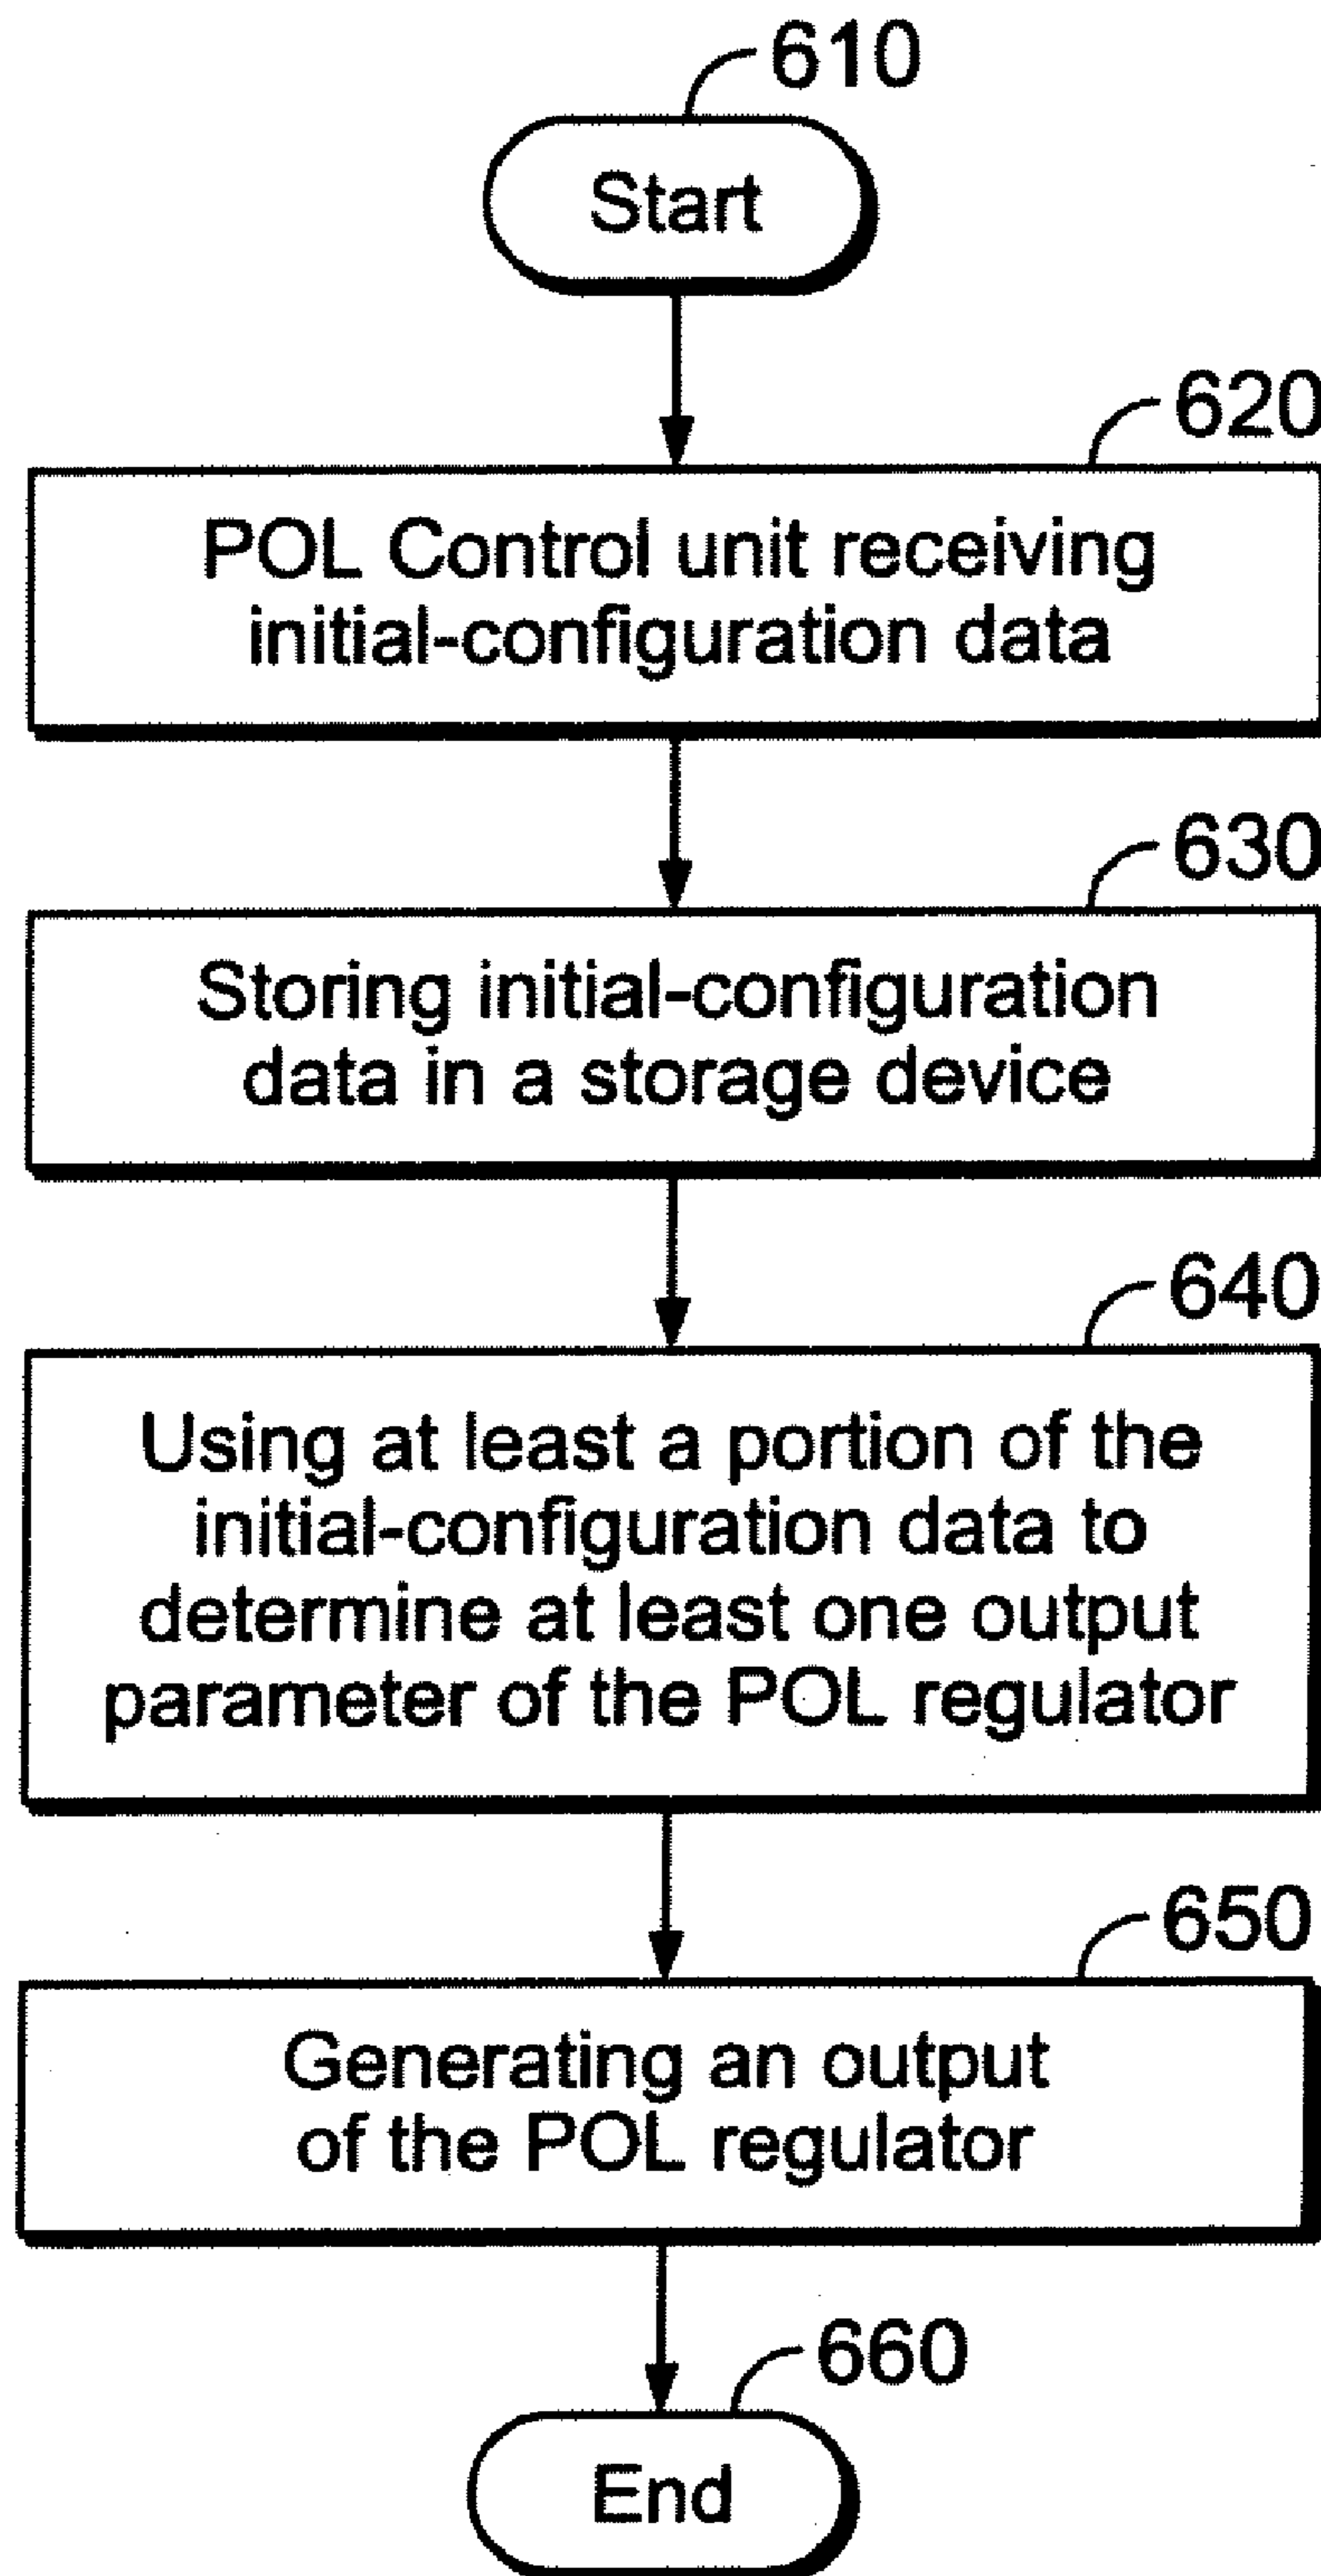 610
Start
620
POL Control unit receiving
initial-configuration data
630
Storing initial-configuration
data in a storage device
640
Using at least a portion of the
initial-configuration data to
determine at least one output
parameter of the POL regulator
650
Generating an output
of the POL regulator
660
End